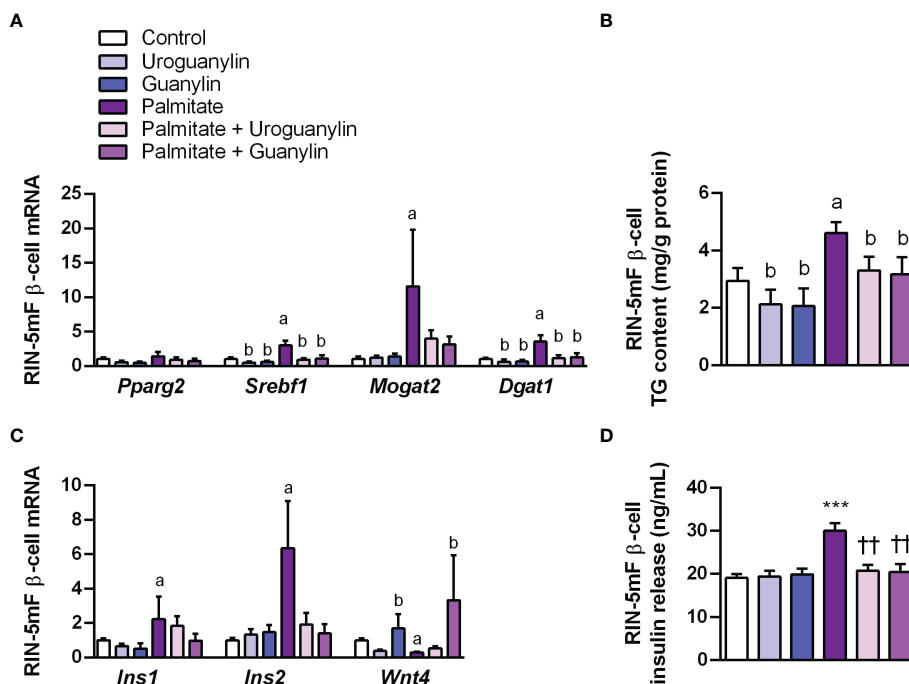 A
Control
Uroguanylin
Guanylin
Palmitate
Palmitate + Uroguanylin
Palmitate + Guanylin
RIN-5mF β-cell mRNA
25
20
15
10
5
0
b b a b b
a
b b a b b
Pparg2 Srebf1 Mogat2 Dgat1
B
RIN-5mF β-cell
TG content (mg/g protein)
6
4
2
0
b b a b b
C
RIN-5mF β-cell mRNA
10
8
6
4
2
0
a
a
b a b
Ins1 Ins2 Wnt4
D
RIN-5mF β-cell
insulin release (ng/mL)
40
30
20
10
0
*** †† ††